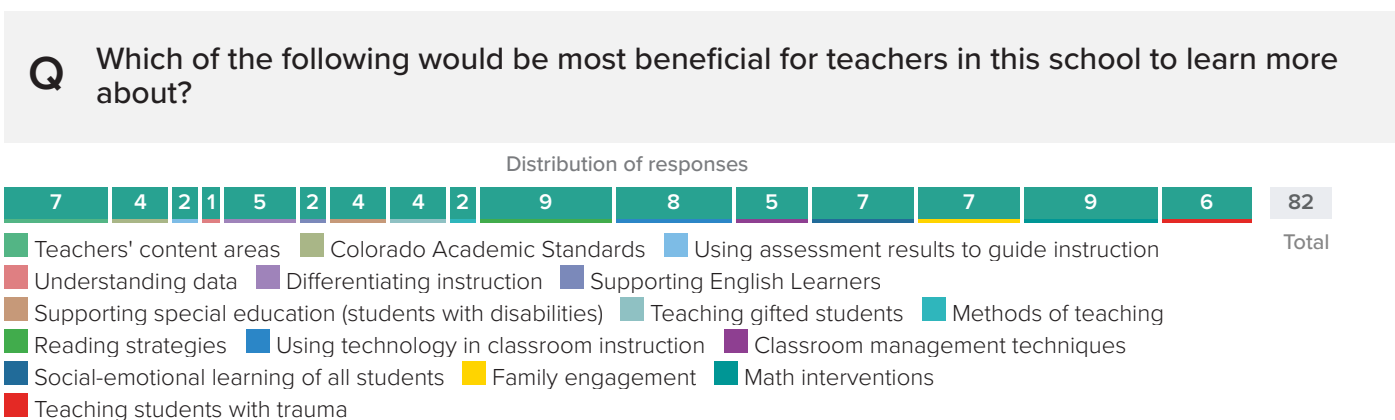 Q Which of the following would be most beneficial for teachers in this school to learn more
about?
Distribution of responses
7 4 2 1 5 2 4 4 2 9 8 5 7 7 9 6 82
Total
Teachers' content areas Colorado Academic Standards Using assessment results to guide instruction
Understanding data Differentiating instruction Supporting English Learners
Supporting special education (students with disabilities) Teaching gifted students Methods of teaching
Reading strategies Using technology in classroom instruction Classroom management techniques
Social-emotional learning of all students Family engagement Math interventions
Teaching students with trauma